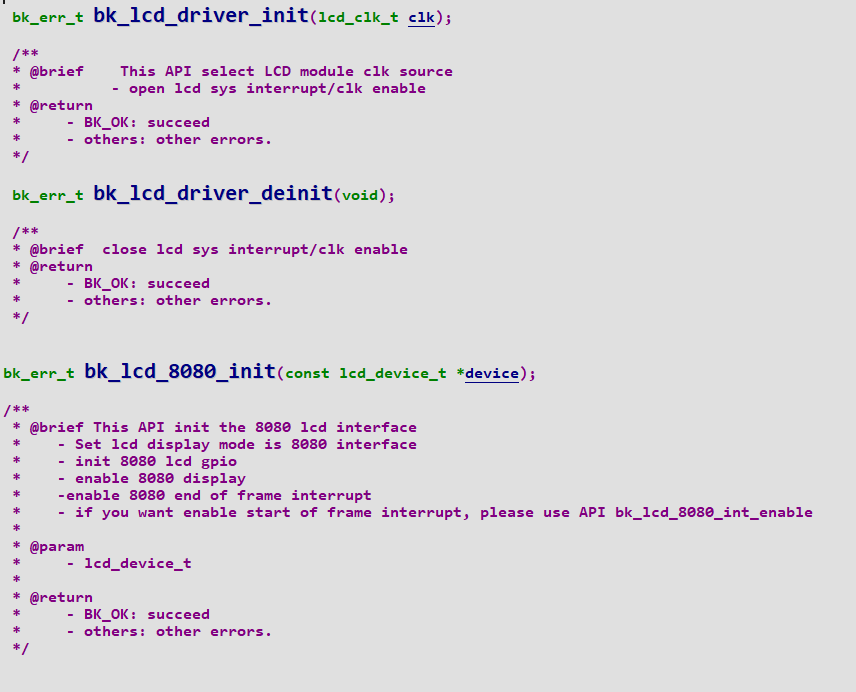 bk_err_t bk_lcd_driver_init(lcd_clk_t clk);
/**
* @brief    This API select LCD module clk source
*          - open lcd sys interrupt/clk enable
* @return
*     - BK_OK: succeed
*     - others: other errors.
*/
bk_err_t bk_lcd_driver_deinit(void);
/**
* @brief  close lcd sys interrupt/clk enable
* @return
*     - BK_OK: succeed
*     - others: other errors.
*/
bk_err_t bk_lcd_8080_init(const lcd_device_t *device);
/**
* @brief This API init the 8080 lcd interface
*    - Set lcd display mode is 8080 interface
*    - init 8080 lcd gpio
*    - enable 8080 display
*    -enable 8080 end of frame interrupt
*    - if you want enable start of frame interrupt, please use API bk_lcd_8080_int_enable
*
* @param
*     - lcd_device_t
*
* @return
*     - BK_OK: succeed
*     - others: other errors.
*/